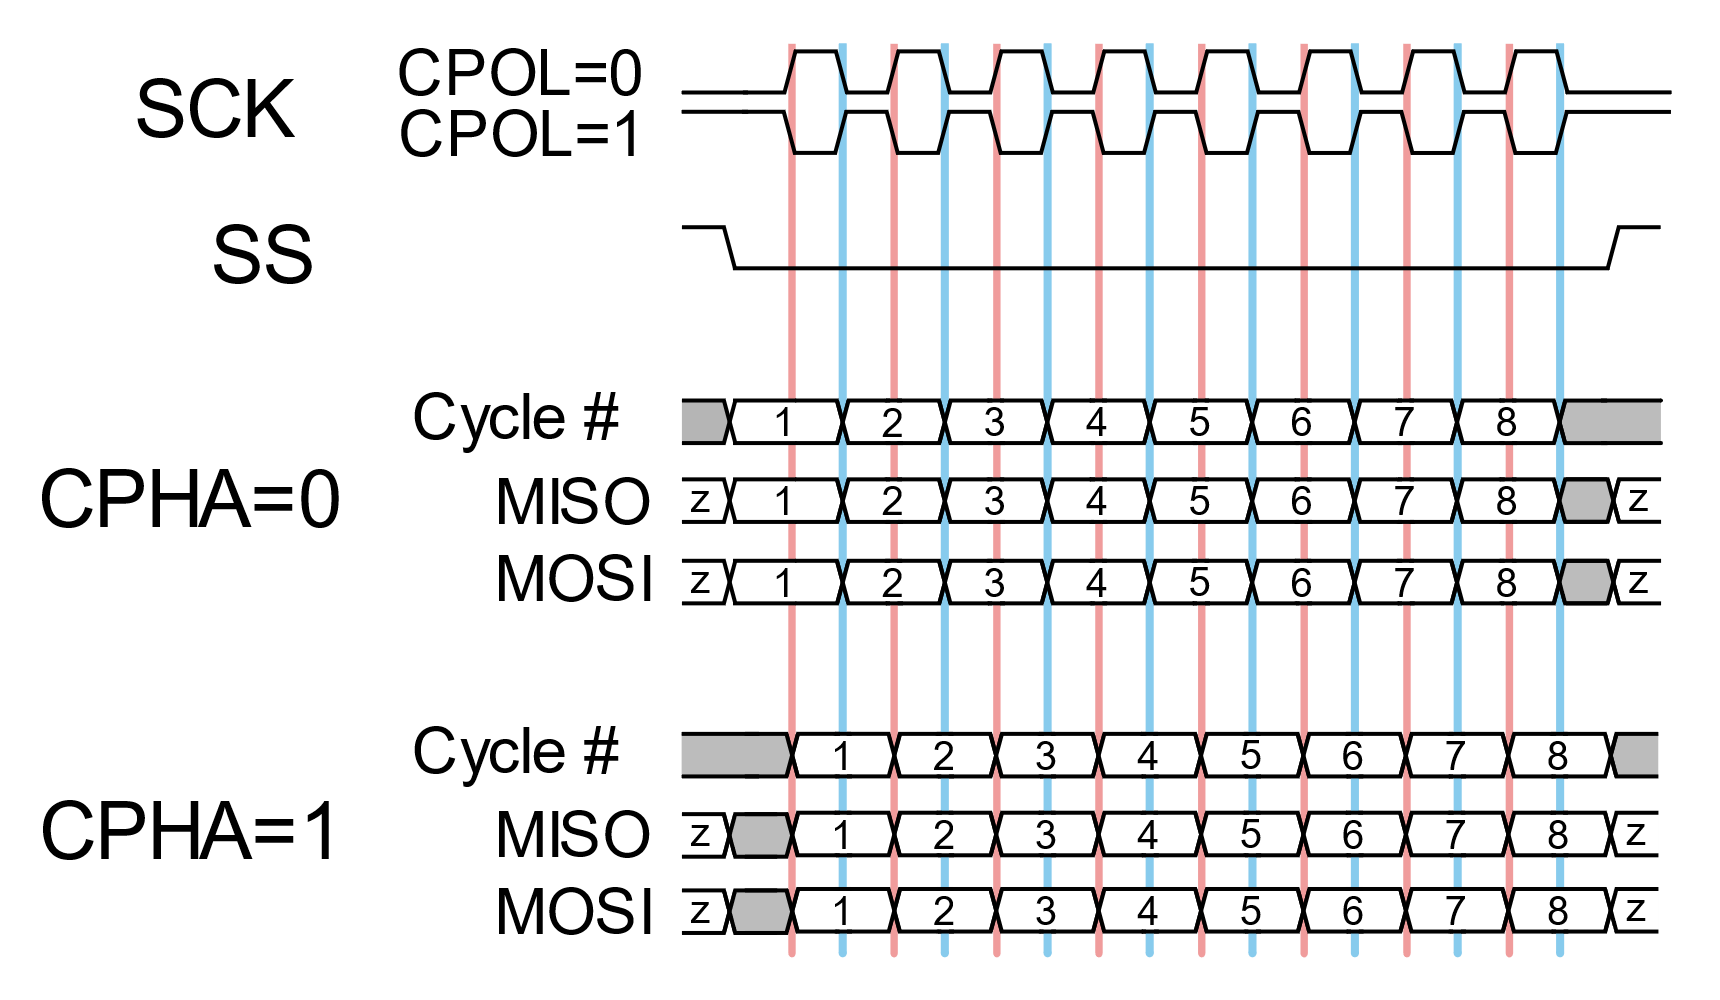 SCK
CPOL=0
CPOL=1
SS
CPHA=0
Cycle # 1 2 3 4 5 6 7 8
MISO z 1 2 3 4 5 6 7 8 z
MOSI z 1 2 3 4 5 6 7 8 z
CPHA=1
Cycle # 1 2 3 4 5 6 7 8
MISO z 1 2 3 4 5 6 7 8 z
MOSI z 1 2 3 4 5 6 7 8 z